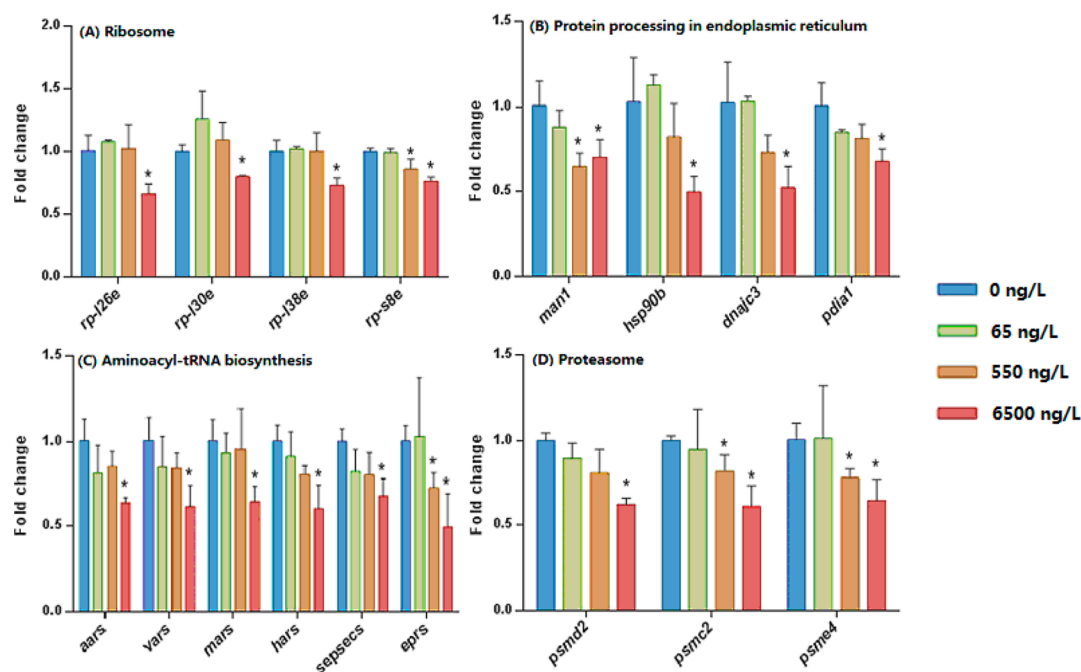 (A) Ribosome
Fold change
2.0
1.5
1.0
0.5
0.0
*
*
*
*
*
rp-l26e
rp-l30e
rp-l38e
rp-s8e
(B) Protein processing in endoplasmic reticulum
Fold change
1.5
1.0
0.5
0.0
*
*
*
*
*
man1
hsp90b
dnajc3
pdia1
0 ng/L
65 ng/L
550 ng/L
6500 ng/L
(C) Aminoacyl-tRNA biosynthesis
Fold change
1.5
1.0
0.5
0.0
*
*
*
*
*
*
*
aars
yars
mars
hars
sepsecs
eprs
(D) Proteasome
Fold change
1.5
1.0
0.5
0.0
*
*
*
*
*
psmd2
psmc2
psme4